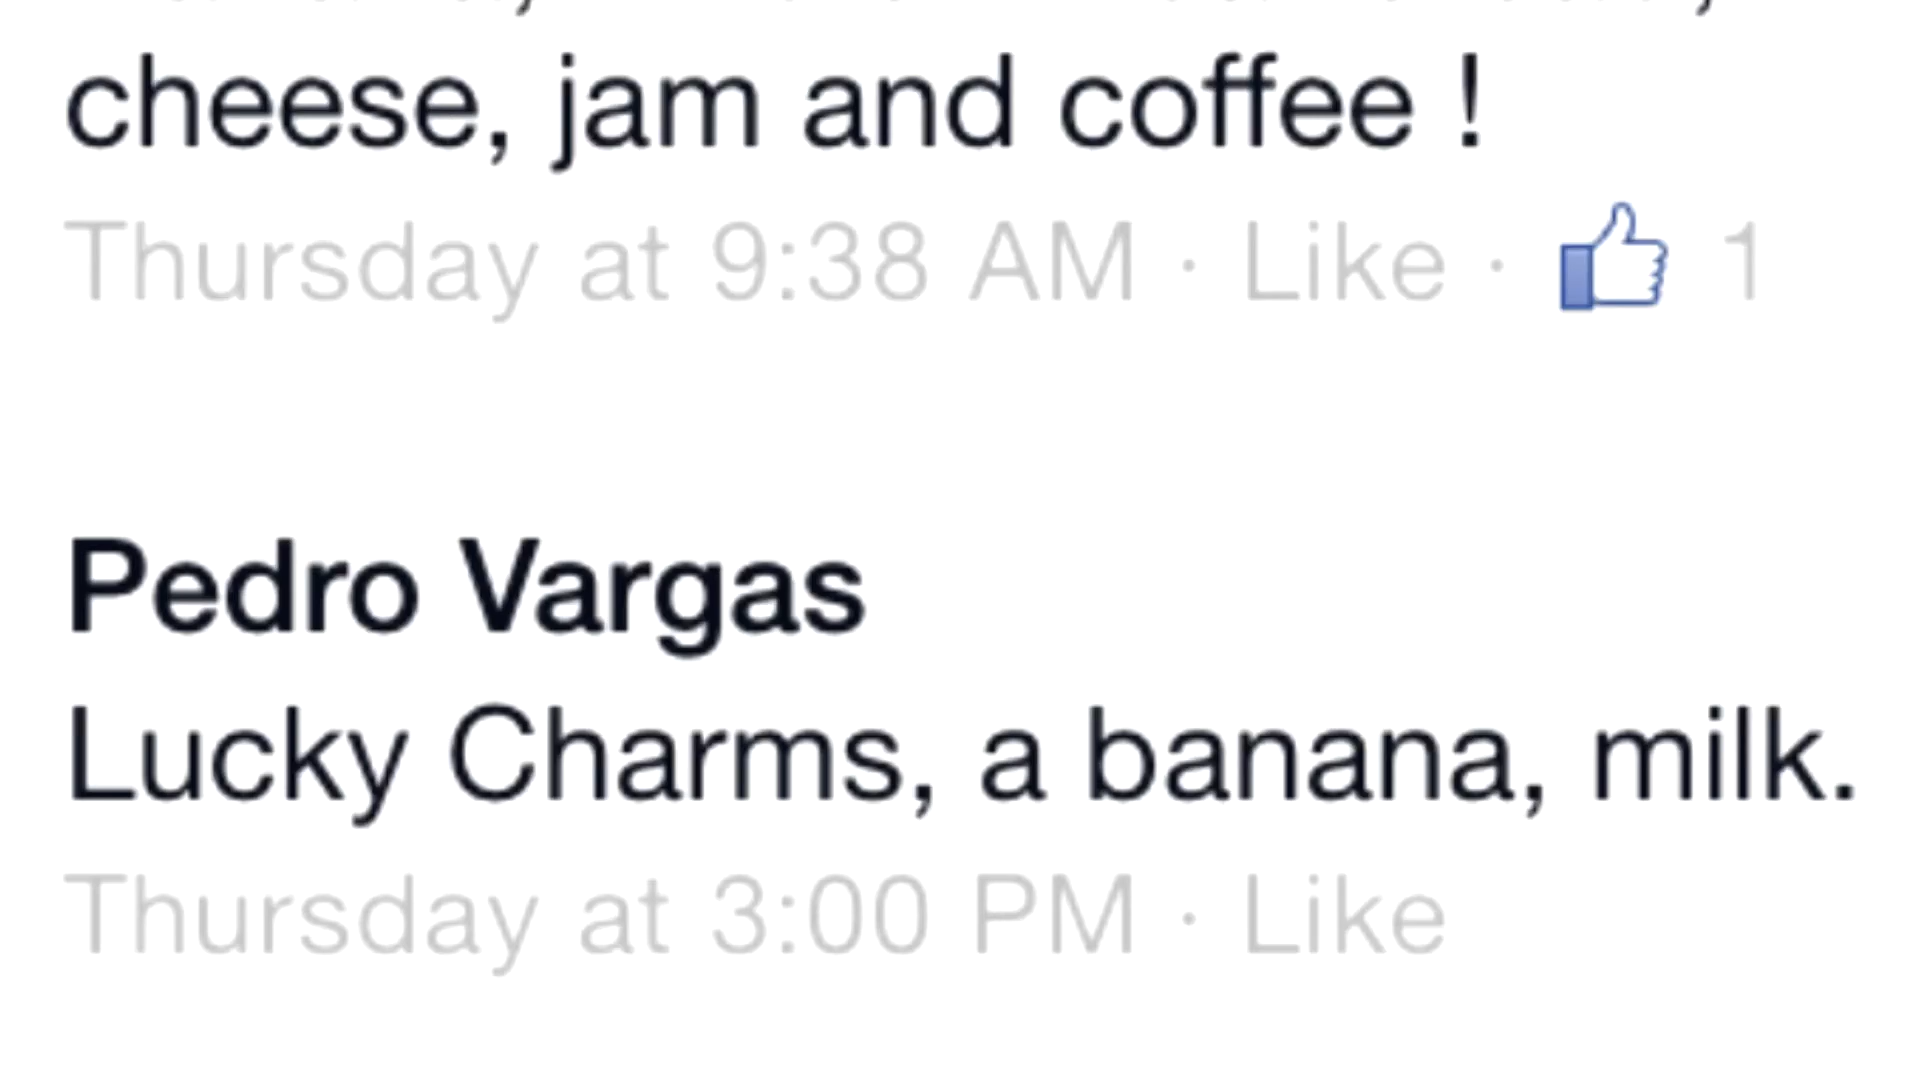 cheese, jam and coffee !
Thursday at 9:38 AM · Like · 1
Pedro Vargas
Lucky Charms, a banana, milk.
Thursday at 3:00 PM · Like